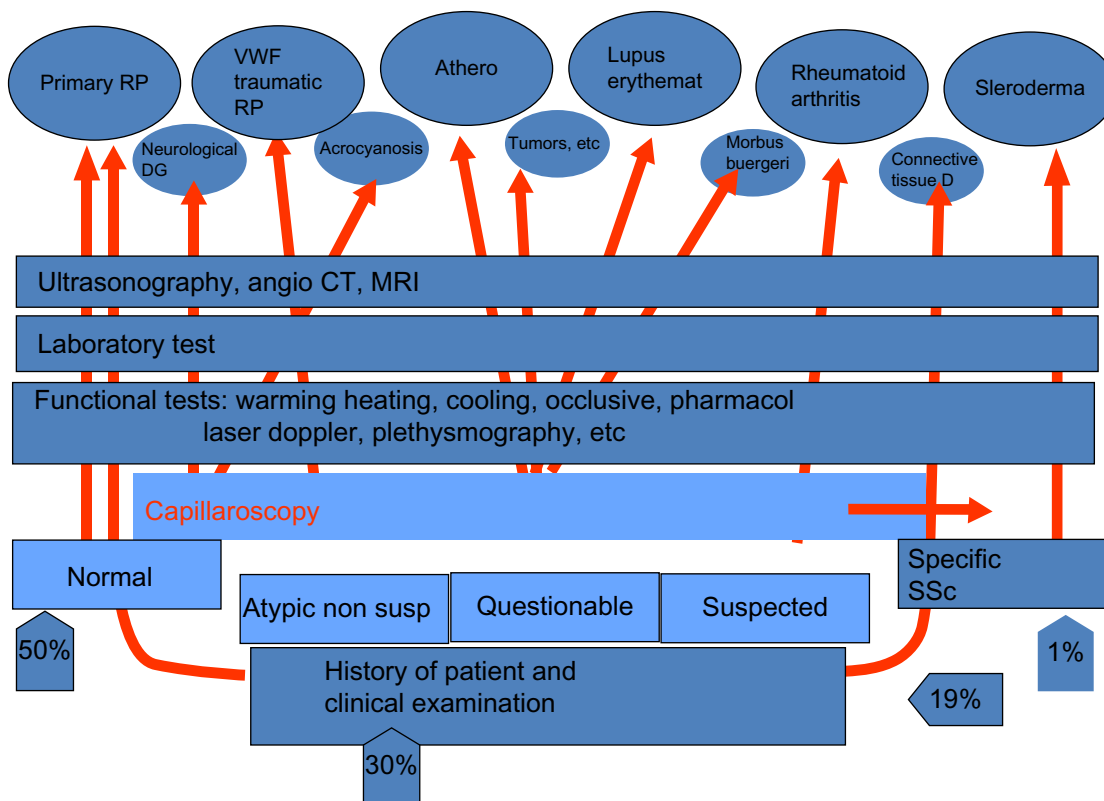 Primary RP
VWF
traumatic
RP
Athero
Lupus
erythemat
Rheumatoid
arthritis
Sleroderma
Neurological
DG
Acrocyanosis
Tumors, etc
Morbus
buergeri
Connective
tissue D
Ultrasonography, angio CT, MRI
Laboratory test
Functional tests: warming heating, cooling, occlusive, pharmacol
laser doppler, plethysmography, etc
Capillaroscopy
Normal
Atypic non susp
Questionable
Suspected
Specific
SSc
50%
History of patient and
clinical examination
1%
19%
30%